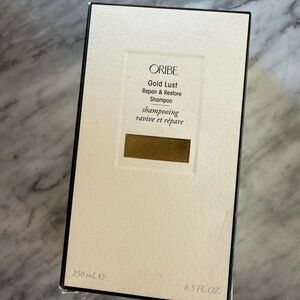 ORIBE
Gold Lust
Repair & Restore
Shampoo
shampooing
ravive et répare
250 mL ℮
8.5 FL. OZ.